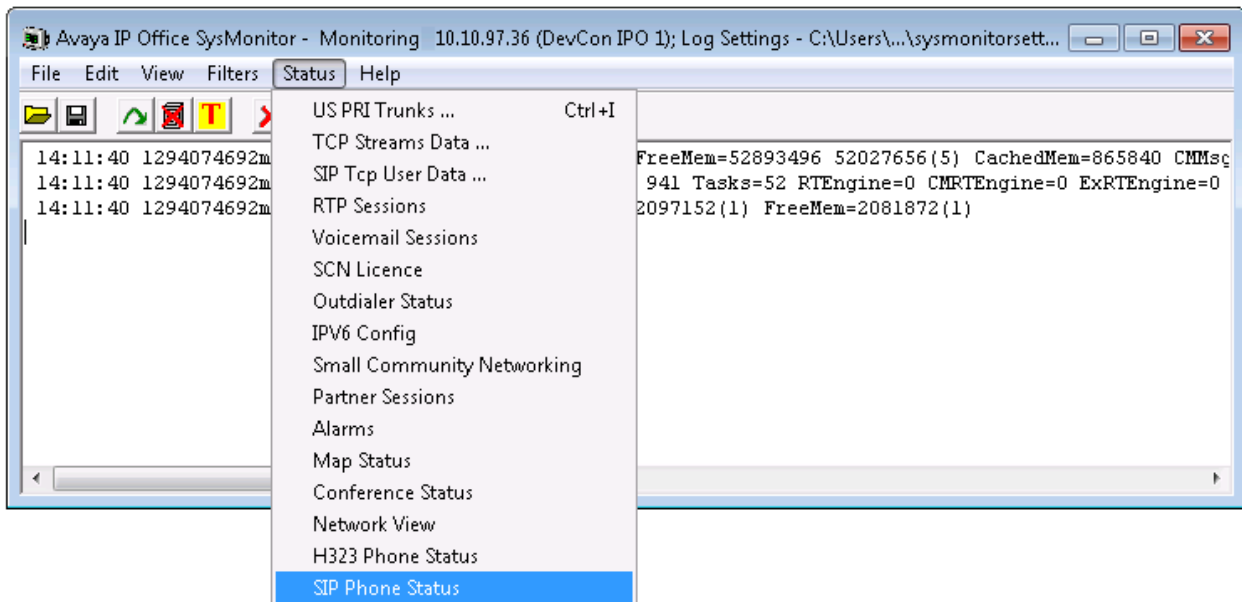 Avaya IP Office SysMonitor - Monitoring 10.10.97.36 (DevCon IPO 1); Log Settings - C:\Users\...\sysmonitorsett...
File Edit View Filters Status Help
T
14:11:40 1294074692m FreeMem=52893496 52027656(5) CachedMem=865840 CMMsg
14:11:40 1294074692m 941 Tasks=52 RTEngine=0 CMRTEngine=0 ExRTEngine=0
14:11:40 1294074692m 2097152(1) FreeMem=2081872(1)
US PRI Trunks ... Ctrl+I
TCP Streams Data ...
SIP Tcp User Data ...
RTP Sessions
Voicemail Sessions
SCN Licence
Outdialer Status
IPV6 Config
Small Community Networking
Partner Sessions
Alarms
Map Status
Conference Status
Network View
H323 Phone Status
SIP Phone Status